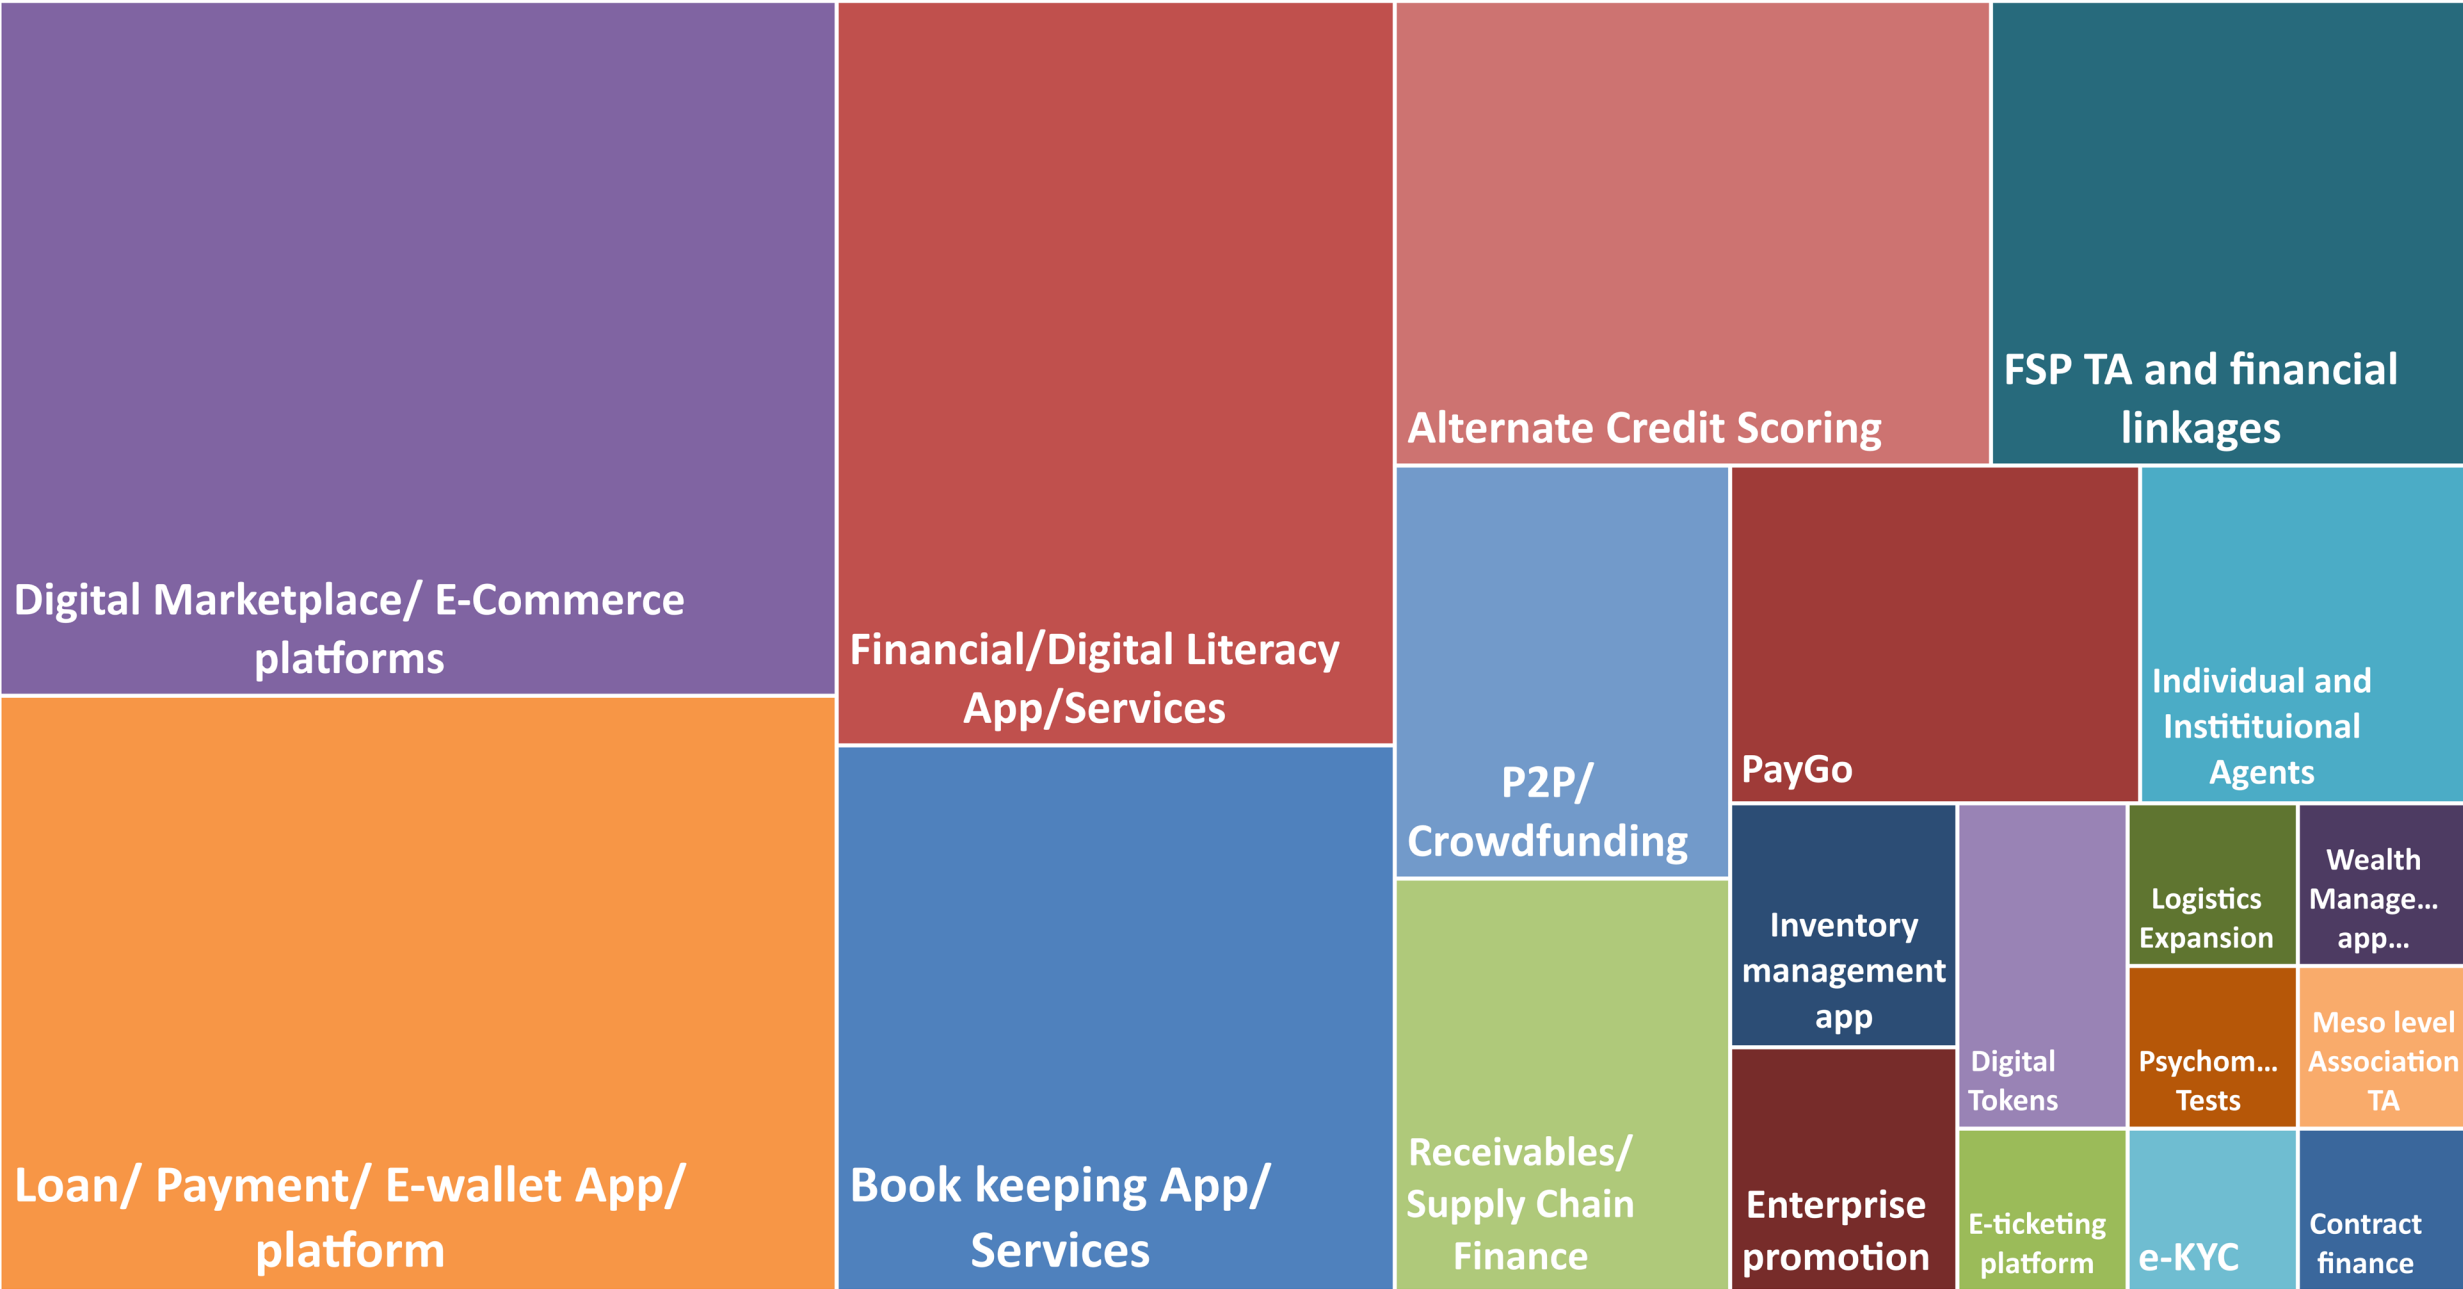 Digital Marketplace/ E-Commerce
platforms
Loan/ Payment/ E-wallet App/
platform
Financial/Digital Literacy
App/Services
Book keeping App/
Services
Alternate Credit Scoring
FSP TA and financial
linkages
P2P/
Crowdfunding
Receivables/
Supply Chain
Finance
PayGo
Individual and
Institituional
Agents
Inventory
management
app
Enterprise
promotion
Digital
Tokens
E-ticketing
platform
Logistics
Expansion
Wealth
Manage...
app...
Psychom...
Tests
Meso level
Association
TA
e-KYC
Contract
finance